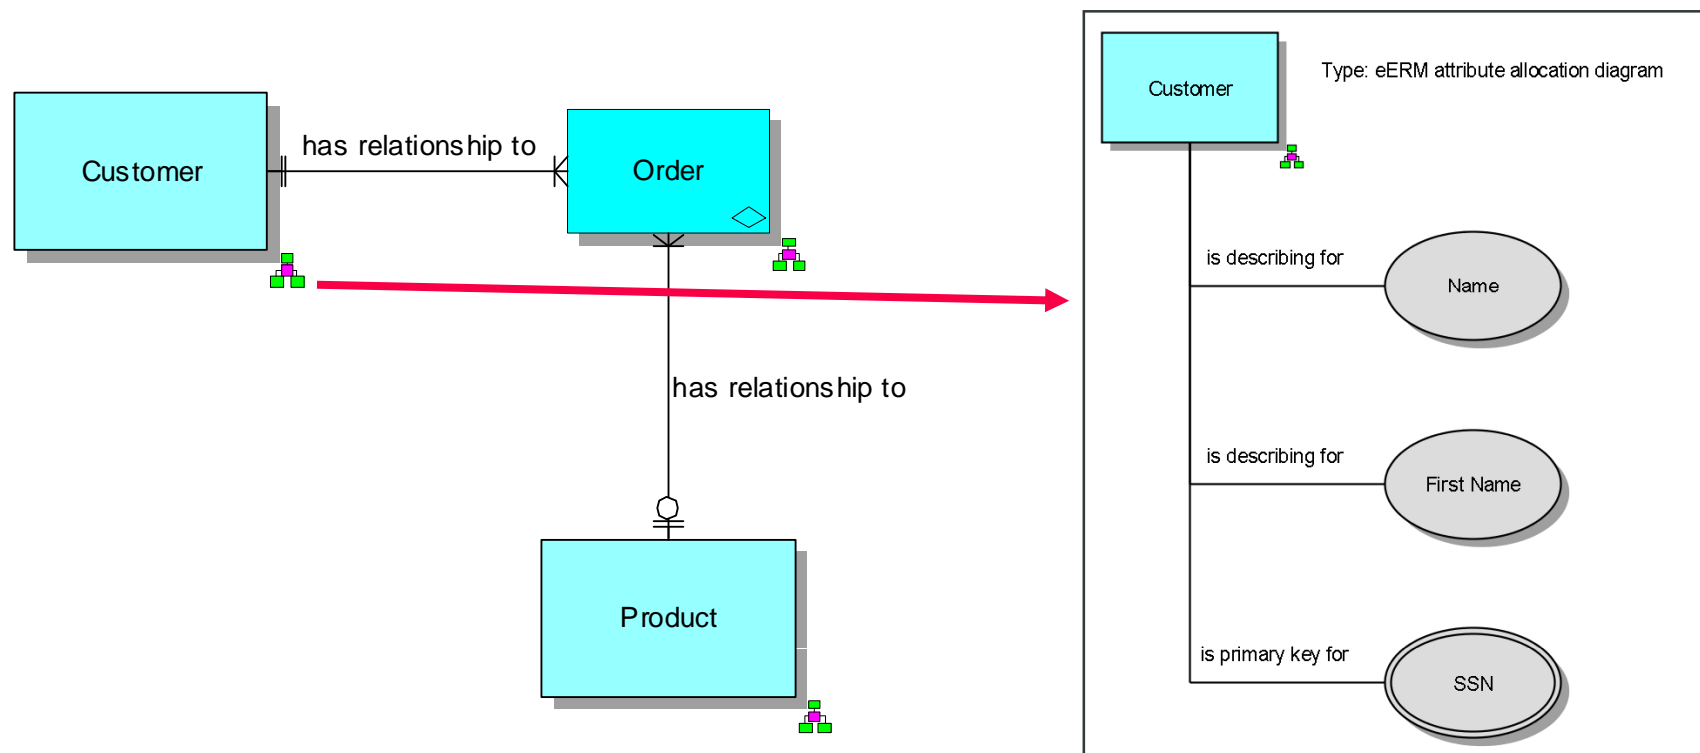 Customer
has relationship to
Order
has relationship to
Product
Customer
Type: eERM attribute allocation diagram
is describing for
Name
is describing for
First Name
is primary key for
SSN